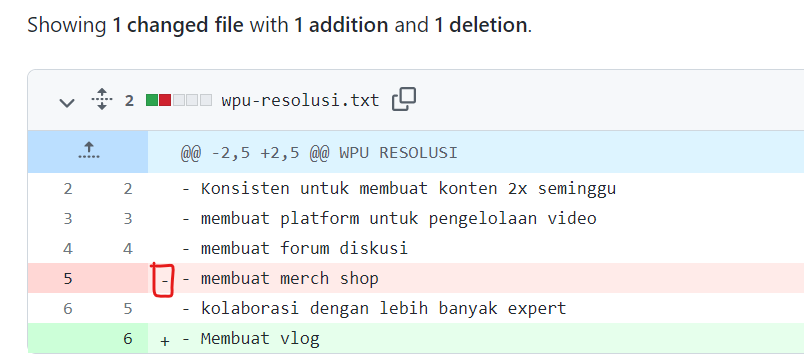 Showing 1 changed file with 1 addition and 1 deletion.
2 wpu-resolusi.txt
@@ -2,5 +2,5 @@ WPU RESOLUSI
2 2 - Konsisten untuk membuat konten 2x seminggu
3 3 - membuat platform untuk pengelolaan video
4 4 - membuat forum diskusi
5 - - membuat merch shop
6 5 - kolaborasi dengan lebih banyak expert
6 + - Membuat vlog